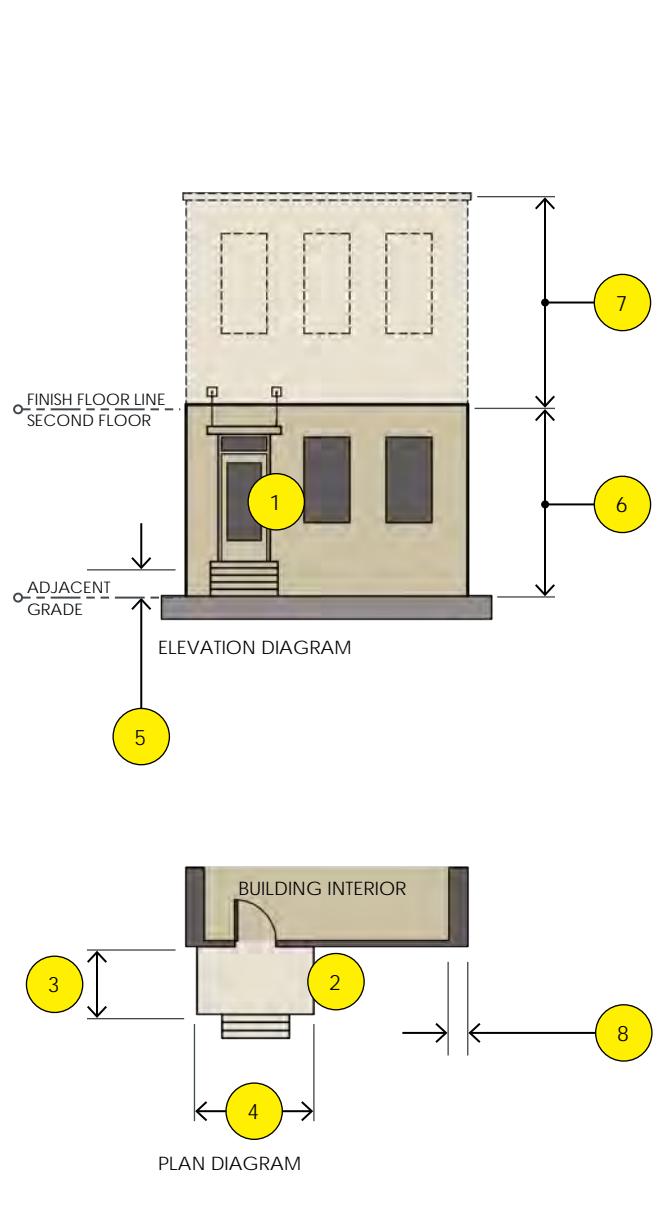 7
FINISH FLOOR LINE
SECOND FLOOR
1
6
ADJACENT
GRADE
ELEVATION DIAGRAM
5
BUILDING INTERIOR
3
2
8
4
PLAN DIAGRAM